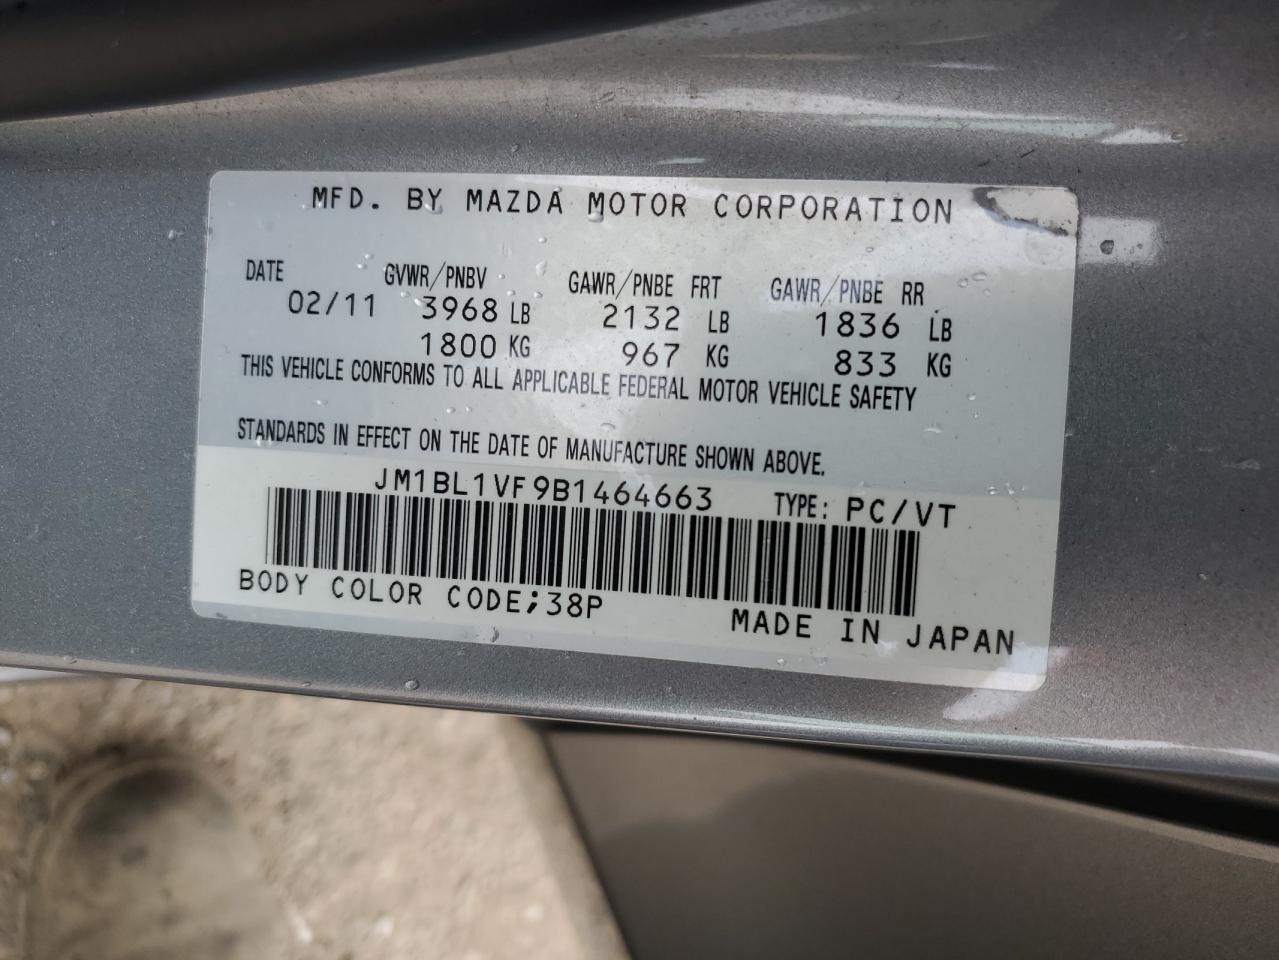 MFD. BY MAZDA MOTOR CORPORATION
DATE GVWR/PNBV GAWR/PNBE FRT GAWR/PNBE RR
02/11 3968 LB 2132 LB 1836 LB
1800 KG 967 KG 833 KG
THIS VEHICLE CONFORMS TO ALL APPLICABLE FEDERAL MOTOR VEHICLE SAFETY
STANDARDS IN EFFECT ON THE DATE OF MANUFACTURE SHOWN ABOVE.
JM1BL1VF9B1464663 TYPE: PC/VT
BODY COLOR CODE;38P
MADE IN JAPAN